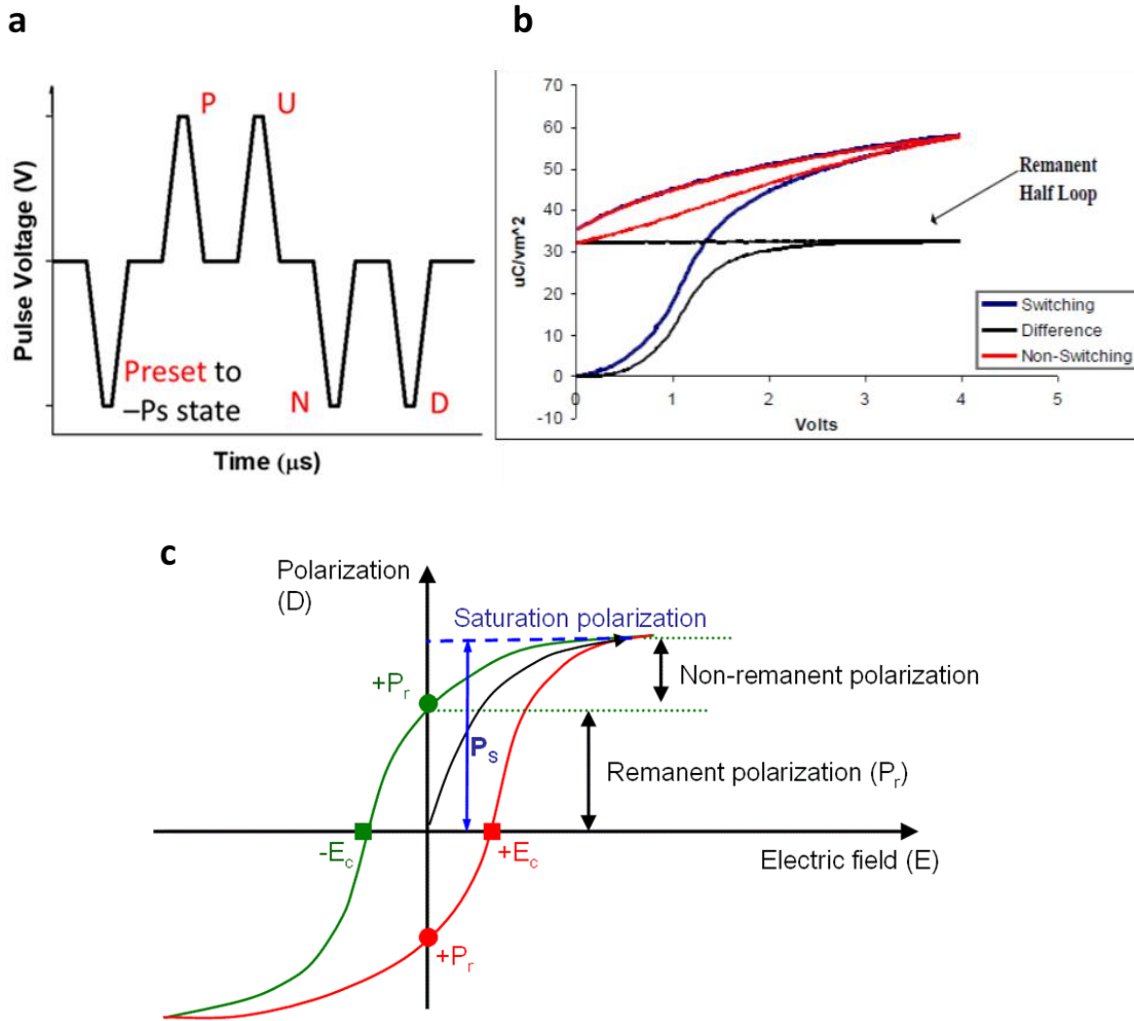 a
b
Pulse Voltage (V)
P
U
Preset to
–Ps state
N
D
Time (μs)
uC/vm^2
70
60
50
40
30
20
10
0
-10
0
1
2
3
4
5
Volts
Remanent
Half Loop
Switching
Difference
Non-Switching
c
Polarization
(D)
Saturation polarization
+Pr
Non-remanent polarization
Ps
Remanent polarization (Pr)
-Ec
+Ec
Electric field (E)
+Pr